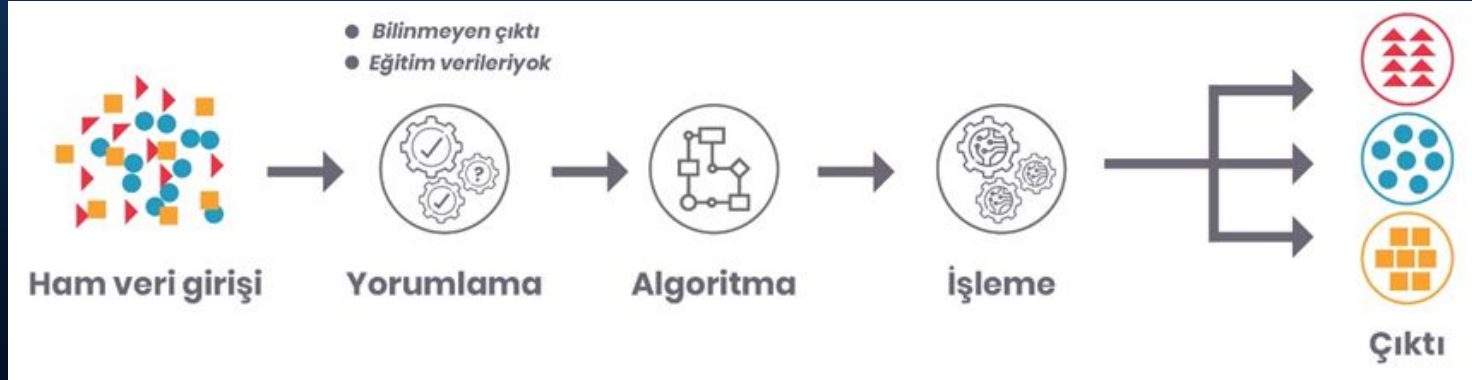 ● Bilinmeyen çıktı
● Eğitim verileriyok
?
Ham veri girişi
Yorumlama
Algoritma
İşleme
Çıktı